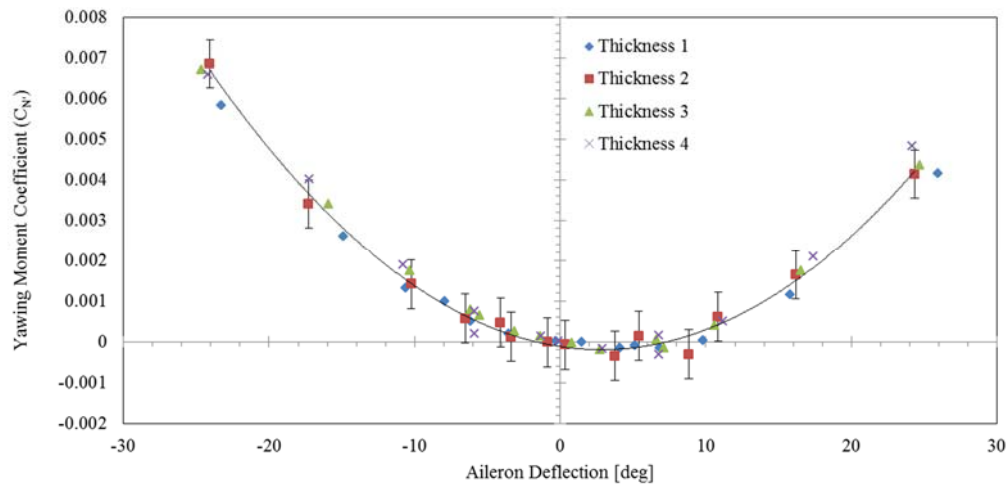 0.008
0.007
0.006
0.005
0.004
0.003
0.002
0.001
0
-0.001
-0.002
Yawing Moment Coefficient (C_N')
Thickness 1
Thickness 2
Thickness 3
Thickness 4
-30 -20 -10 0 10 20 30
Aileron Deflection [deg]